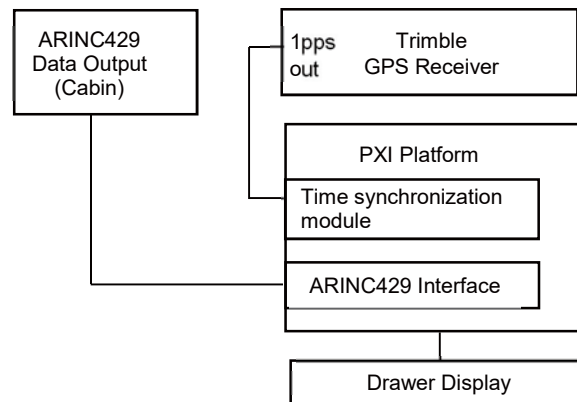 ARINC429
Data Output
(Cabin)
1pps
out
Trimble
GPS Receiver
PXI Platform
Time synchronization
module
ARINC429 Interface
Drawer Display